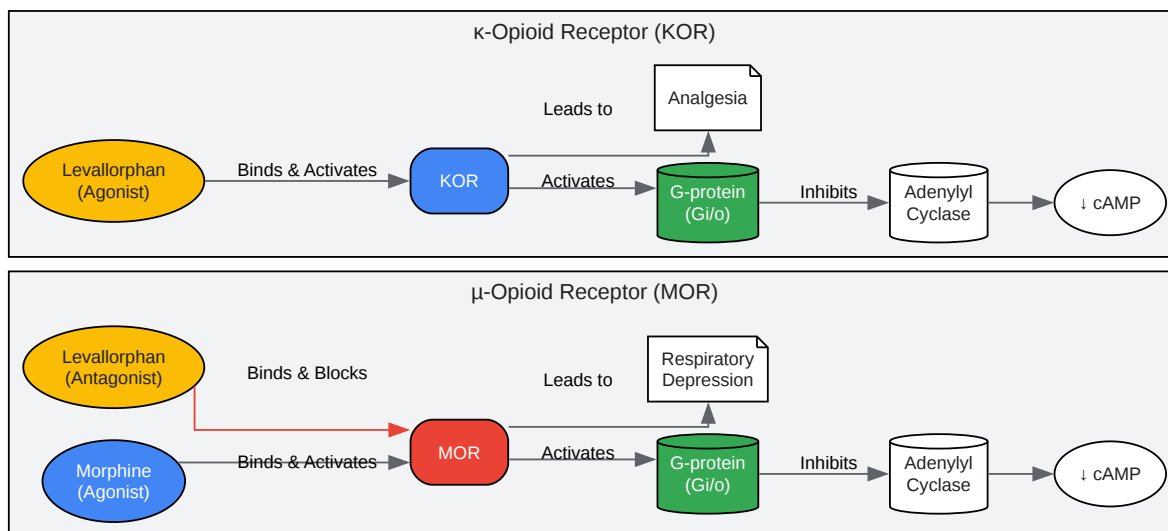 κ-Opioid Receptor (KOR)
Leads to
Analgesia
Levallorphan
(Agonist)
Binds & Activates
KOR
Activates
G-protein
(Gi/o)
Inhibits
Adenylyl
Cyclase
↓ cAMP
μ-Opioid Receptor (MOR)
Levallorphan
(Antagonist)
Binds & Blocks
Leads to
Respiratory
Depression
Morphine
(Agonist)
Binds & Activates
MOR
Activates
G-protein
(Gi/o)
Inhibits
Adenylyl
Cyclase
↓ cAMP